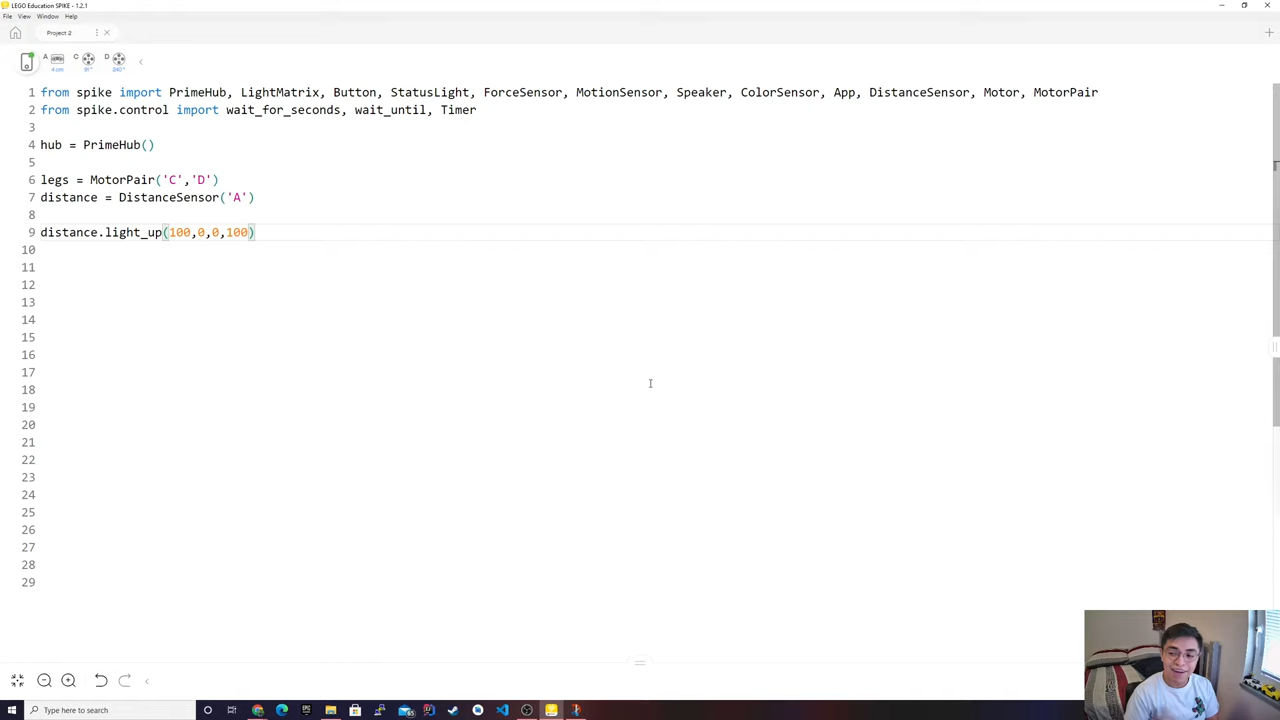 LEGO Education SPIKE - 1.2.1
File View Window Help
Project 2
A C D
4 cm 91° 240°
1 from spike import PrimeHub, LightMatrix, Button, StatusLight, ForceSensor, MotionSensor, Speaker, ColorSensor, App, DistanceSensor, Motor, MotorPair
2 from spike.control import wait_for_seconds, wait_until, Timer
3
4 hub = PrimeHub()
5
6 legs = MotorPair('C','D')
7 distance = DistanceSensor('A')
8
9 distance.light_up(100,0,0,100)
10
11
12
13
14
15
16
17
18
19
20
21
22
23
24
25
26
27
28
29
Type here to search